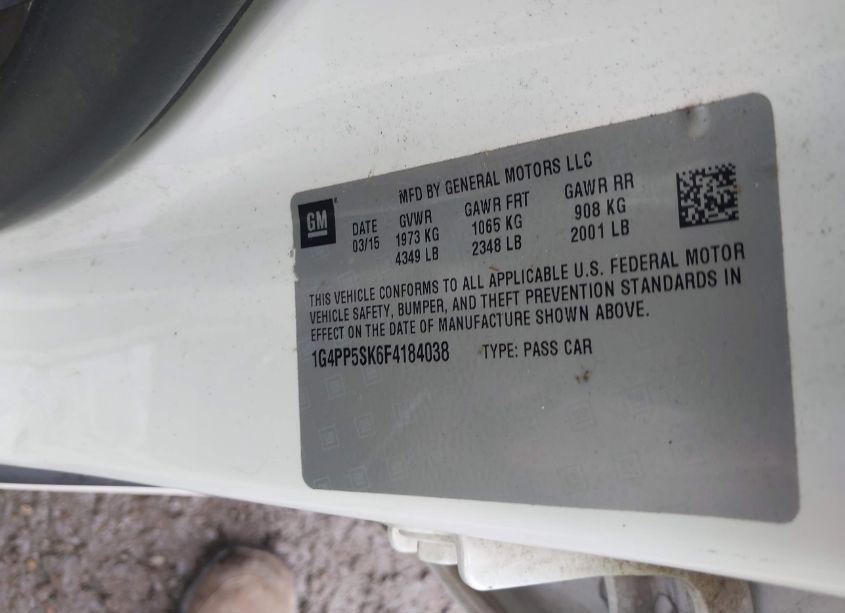 MFD BY GENERAL MOTORS LLC
GM
DATE GVWR GAWR FRT GAWR RR
03/15 1973 KG 1065 KG 908 KG
4349 LB 2348 LB 2001 LB
THIS VEHICLE CONFORMS TO ALL APPLICABLE U.S. FEDERAL MOTOR
VEHICLE SAFETY, BUMPER, AND THEFT PREVENTION STANDARDS IN
EFFECT ON THE DATE OF MANUFACTURE SHOWN ABOVE.
1G4PP5SK6F4184038 TYPE: PASS CAR